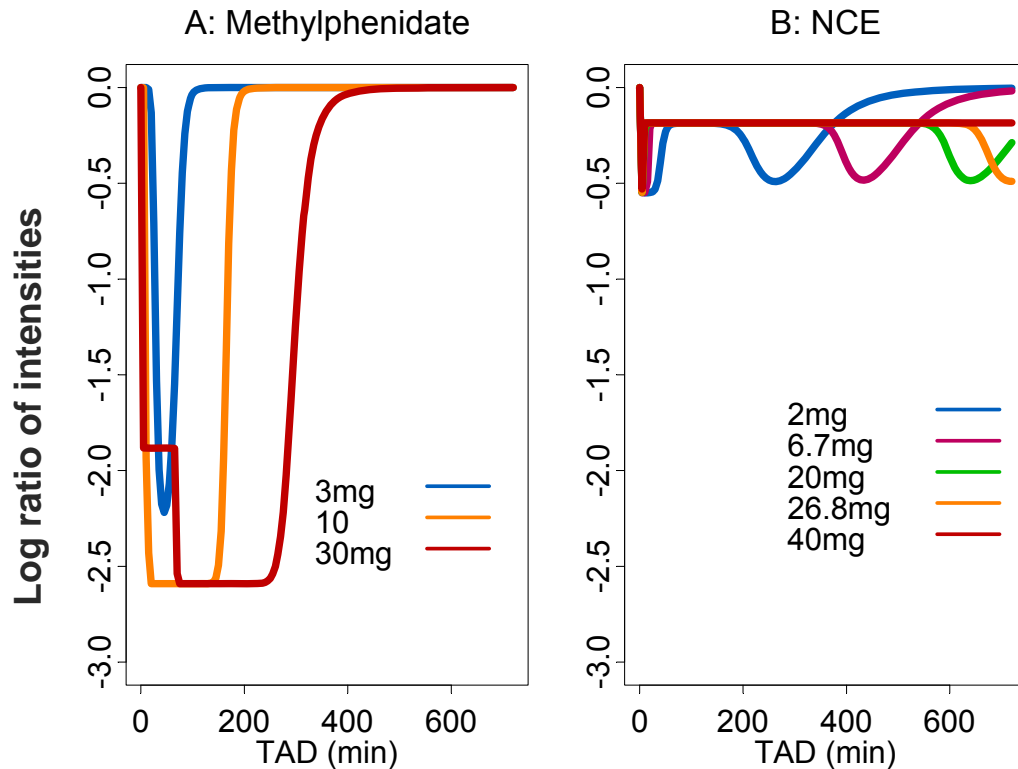 A: Methylphenidate
B: NCE
Log ratio of intensities
0.0
-0.5
-1.0
-1.5
-2.0
-2.5
-3.0
3mg
10
30mg
0 200 400 600
TAD (min)
0.0
-0.5
-1.0
-1.5
-2.0
-2.5
-3.0
2mg
6.7mg
20mg
26.8mg
40mg
0 200 400 600
TAD (min)